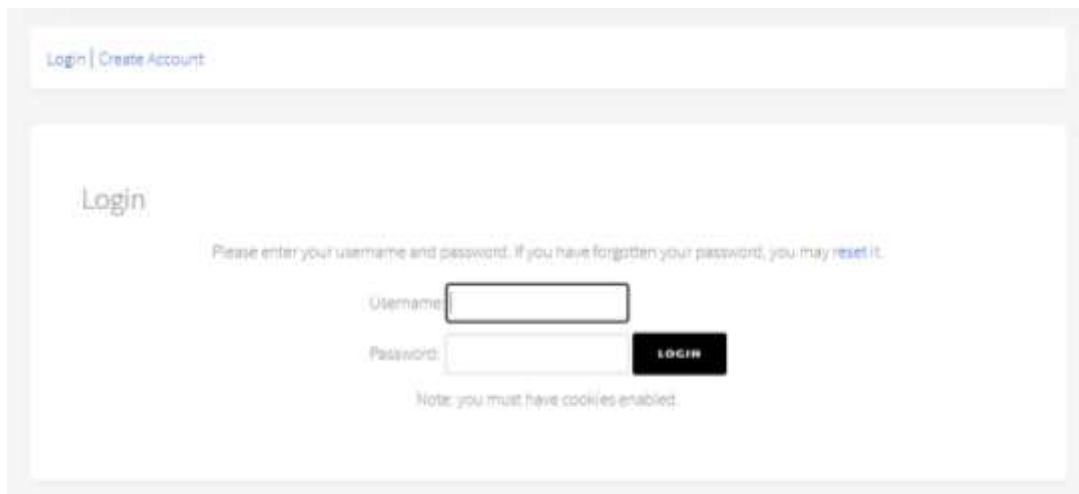 Login | Create Account
Login
Please enter your username and password. If you have forgotten your password, you may reset it.
Username:
Password:
LOGIN
Note: you must have cookies enabled.